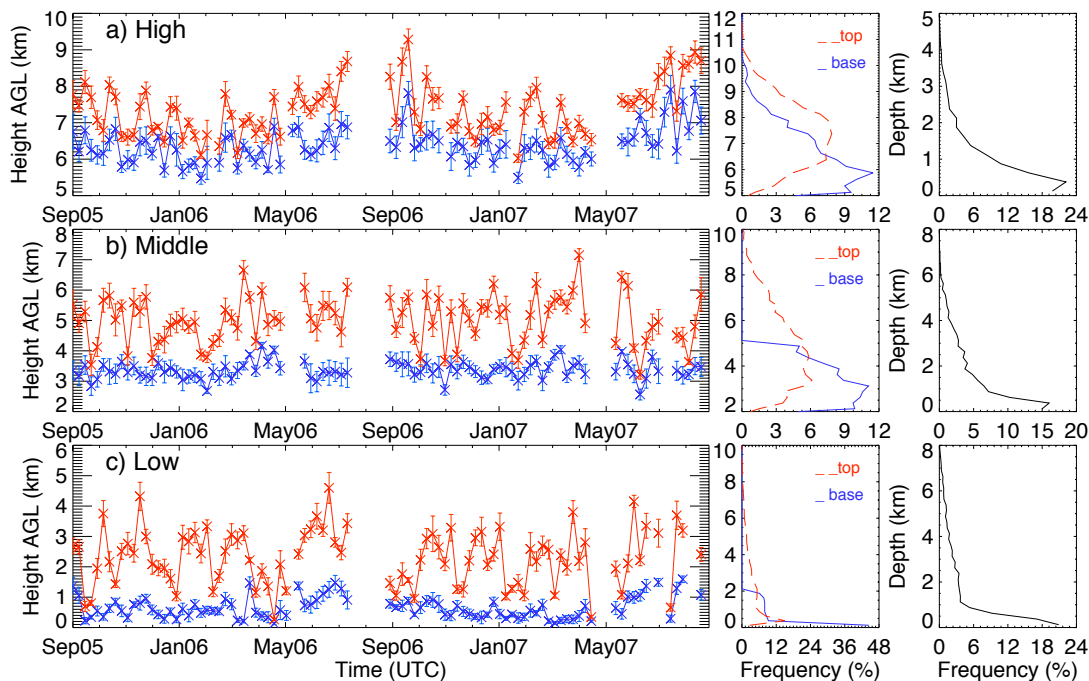 a) High
Height AGL (km)
10
9
8
7
6
5
Sep05 Jan06 May06 Sep06 Jan07 May07
12
11
10
9
8
7
6
5
_ _top
_ base
0 3 6 9 12
Depth (km)
5
4
3
2
1
0
0 6 12 18 24
b) Middle
Height AGL (km)
8
7
6
5
4
3
2
Sep05 Jan06 May06 Sep06 Jan07 May07
10
8
6
4
2
_ _top
_ base
0 3 6 9 12
Depth (km)
8
6
4
2
0
0 5 10 15 20
c) Low
Height AGL (km)
6
5
4
3
2
1
0
Sep05 Jan06 May06 Sep06 Jan07 May07
Time (UTC)
10
8
6
4
2
0
_ _top
_ base
0 12 24 36 48
Frequency (%)
Depth (km)
8
6
4
2
0
0 6 12 18 24
Frequency (%)